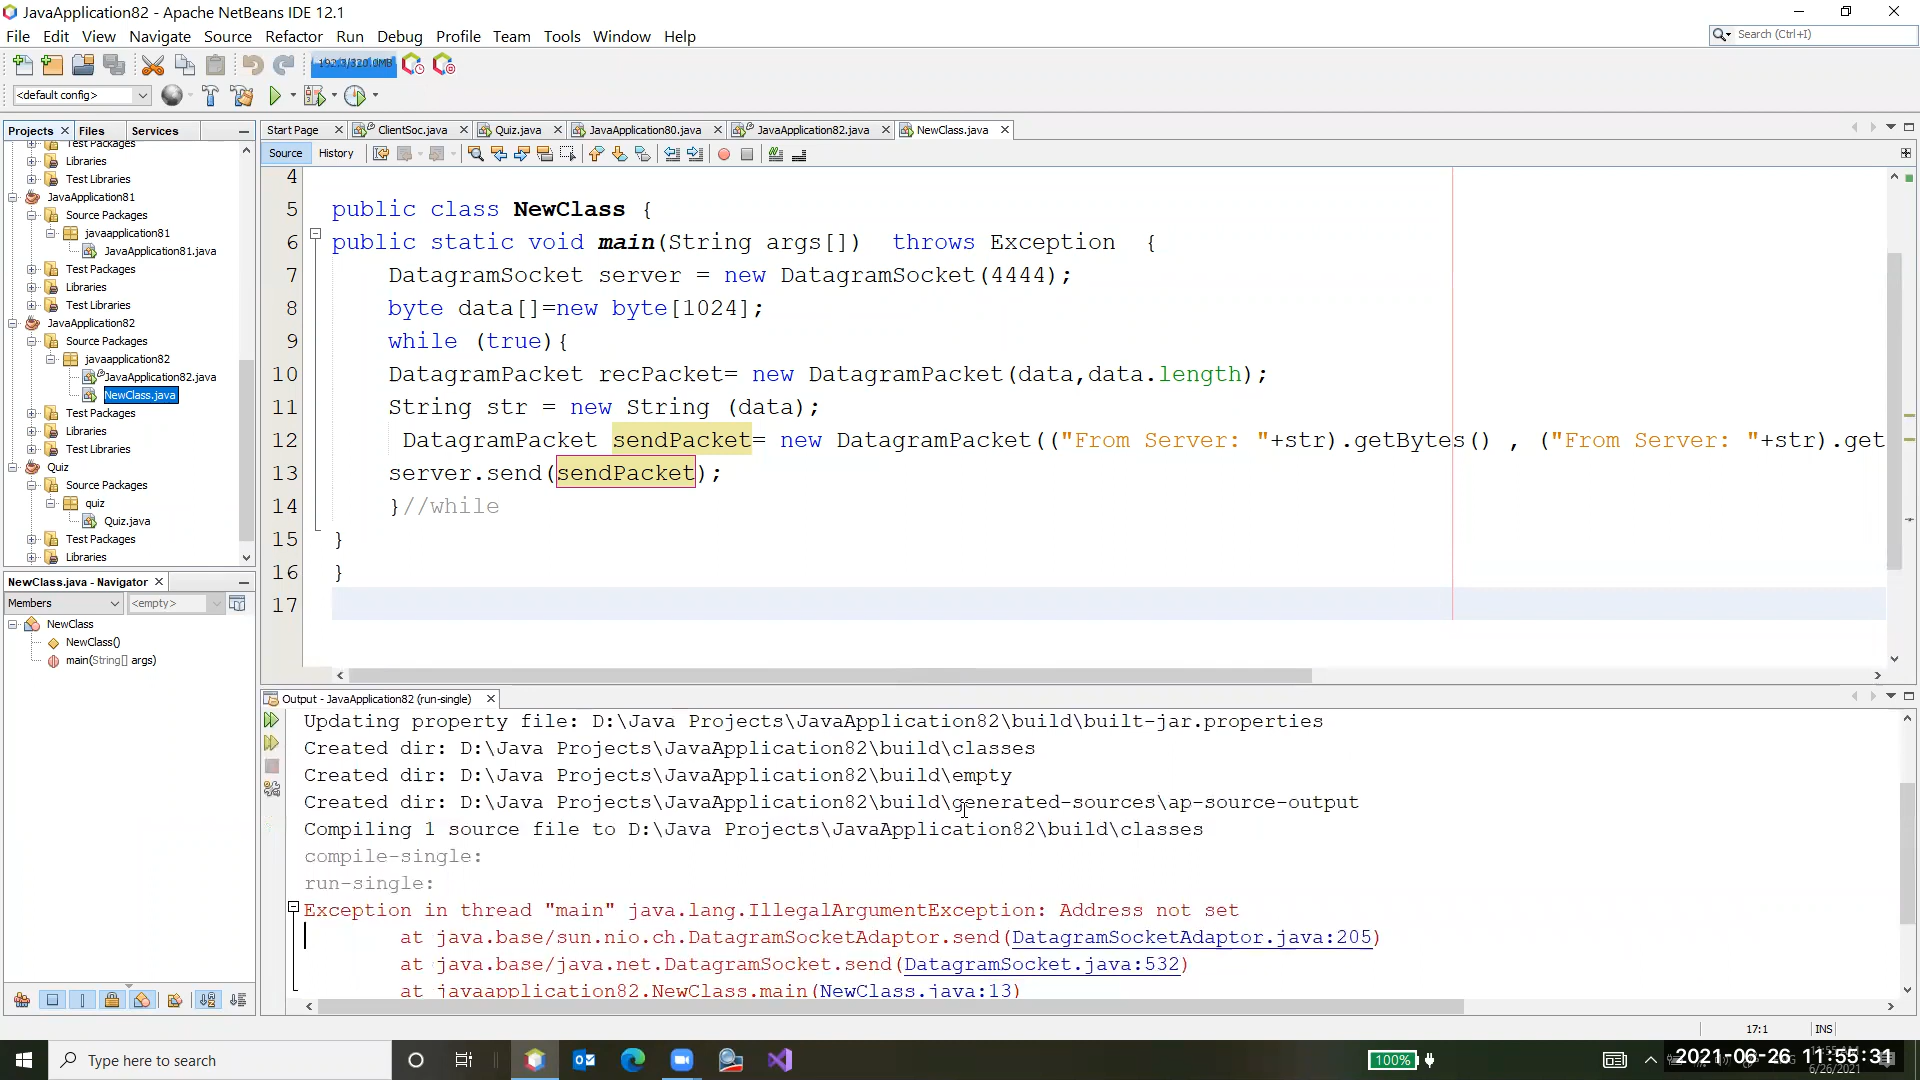 JavaApplication82 - Apache NetBeans IDE 12.1
File Edit View Navigate Source Refactor Run Debug Profile Team Tools Window Help
Search (Ctrl+I)
192.3/320.0MB
<default config>
Projects Files Services
Start Page ClientSoc.java Quiz.java JavaApplication80.java JavaApplication82.java NewClass.java
Source History
Test Packages
Libraries
Test Libraries
JavaApplication81
Source Packages
javaapplication81
JavaApplication81.java
Test Packages
Libraries
Test Libraries
JavaApplication82
Source Packages
javaapplication82
JavaApplication82.java
NewClass.java
Test Packages
Libraries
Test Libraries
Quiz
Source Packages
quiz
Quiz.java
Test Packages
Libraries
NewClass.java - Navigator
Members <empty>
NewClass
NewClass()
main(String[] args)
4
5 public class NewClass {
6 public static void main(String args[])  throws Exception  {
7 DatagramSocket server = new DatagramSocket(4444);
8 byte data[]=new byte[1024];
9 while (true){
10 DatagramPacket recPacket= new DatagramPacket(data,data.length);
11 String str = new String (data);
12 DatagramPacket sendPacket= new DatagramPacket(("From Server: "+str).getBytes() , ("From Server: "+str).get
13 server.send(sendPacket);
14 }//while
15 }
16 }
17
Output - JavaApplication82 (run-single)
Updating property file: D:\Java Projects\JavaApplication82\build\built-jar.properties
Created dir: D:\Java Projects\JavaApplication82\build\classes
Created dir: D:\Java Projects\JavaApplication82\build\empty
Created dir: D:\Java Projects\JavaApplication82\build\generated-sources\ap-source-output
Compiling 1 source file to D:\Java Projects\JavaApplication82\build\classes
compile-single:
run-single:
Exception in thread "main" java.lang.IllegalArgumentException: Address not set
at java.base/sun.nio.ch.DatagramSocketAdaptor.send(DatagramSocketAdaptor.java:205)
at java.base/java.net.DatagramSocket.send(DatagramSocket.java:532)
at javaapplication82.NewClass.main(NewClass.java:13)
17:1 INS
Type here to search
100%
2021-06-26 11:55:31
6/26/2021